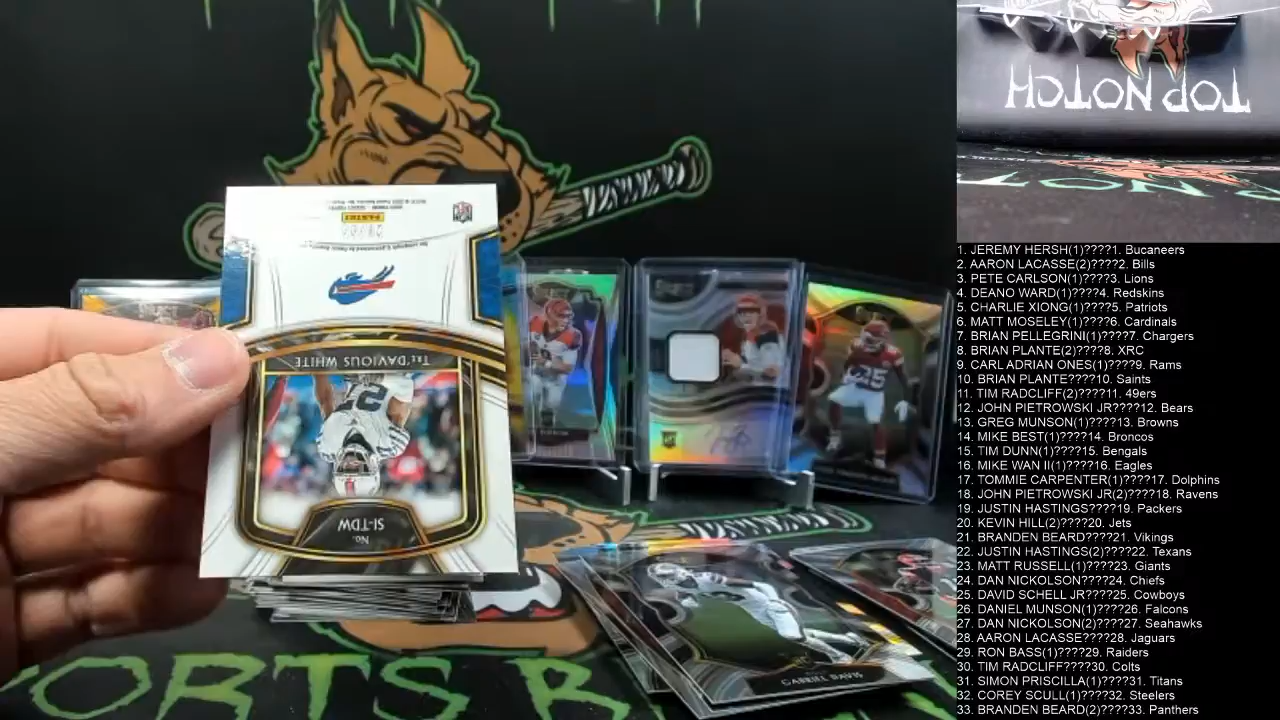 TOP NOTCH
1. JEREMY HERSH(1)????1. Bucaneers
2. AARON LACASSE(2)????2. Bills
3. PETE CARLSON(1)????3. Lions
4. DEANO WARD(1)????4. Redskins
5. CHARLIE XIONG(1)????5. Patriots
6. MATT MOSELEY(1)????6. Cardinals
7. BRIAN PELLEGRINI(1)????7. Chargers
8. BRIAN PLANTE(2)????8. XRC
9. CARL ADRIAN ONES(1)????9. Rams
10. BRIAN PLANTE????10. Saints
11. TIM RADCLIFF(2)????11. 49ers
12. JOHN PIETROWSKI JR????12. Bears
13. GREG MUNSON(1)????13. Browns
14. MIKE BEST(1)????14. Broncos
15. TIM DUNN(1)????15. Bengals
16. MIKE WAN II(1)????16. Eagles
17. TOMMIE CARPENTER(1)????17. Dolphins
18. JOHN PIETROWSKI JR(2)????18. Ravens
19. JUSTIN HASTINGS????19. Packers
20. KEVIN HILL(2)????20. Jets
21. BRANDEN BEARD????21. Vikings
22. JUSTIN HASTINGS(2)????22. Texans
23. MATT RUSSELL(1)????23. Giants
24. DAN NICKOLSON????24. Chiefs
25. DAVID SCHELL JR????25. Cowboys
26. DANIEL MUNSON(1)????26. Falcons
27. DAN NICKOLSON(2)????27. Seahawks
28. AARON LACASSE????28. Jaguars
29. RON BASS(1)????29. Raiders
30. TIM RADCLIFF????30. Colts
31. SIMON PRISCILLA(1)????31. Titans
32. COREY SCULL(1)????32. Steelers
33. BRANDEN BEARD(2)????33. Panthers
No.
SI-TDW
TRE'DAVIOUS WHITE
PANINI
GABRIEL DAVIS
PORTS B